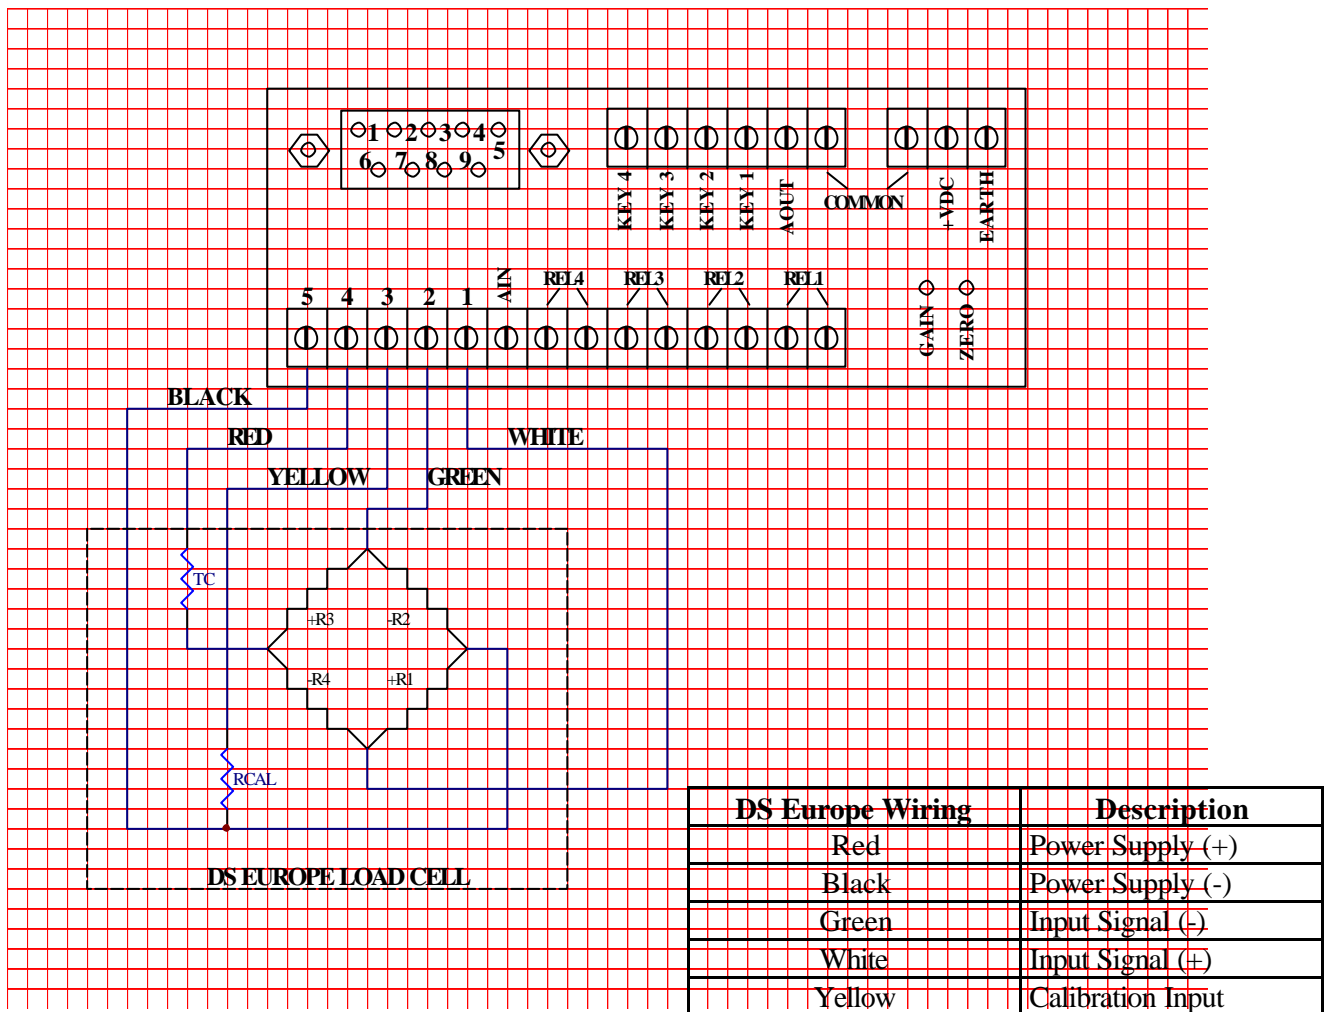 1 2 3 4 5
6 7 8 9
KEY 4
KEY 3
KEY 2
KEY 1
AOUT
COMMON
+VDC
EARTH
5 4 3 2 1
AIN
REL4 REL3 REL2 REL1
GAIN
ZERO
BLACK
RED WHITE
YELLOW GREEN
TC
+R3 -R2
-R4 +R1
RCAL
DS EUROPE LOAD CELL
DS Europe Wiring Description
Red Power Supply (+)
Black Power Supply (-)
Green Input Signal (-)
White Input Signal (+)
Yellow Calibration Input